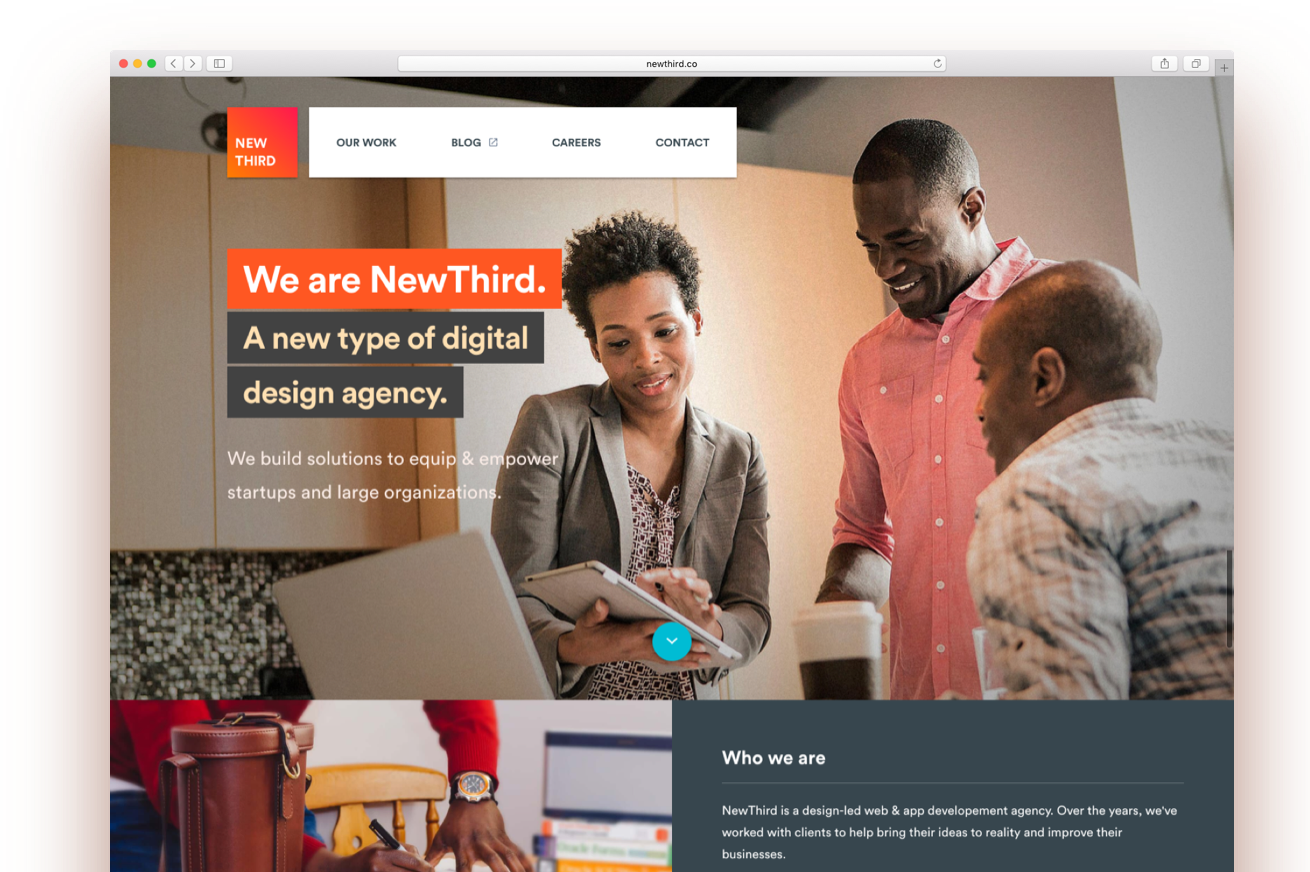 newthird.co
NEW
THIRD
OUR WORK
BLOG
CAREERS
CONTACT
We are NewThird.
A new type of digital
design agency.
We build solutions to equip & empower
startups and large organizations.
Who we are
NewThird is a design-led web & app developement agency. Over the years, we've
worked with clients to help bring their ideas to reality and improve their
businesses.
Oracle Forms